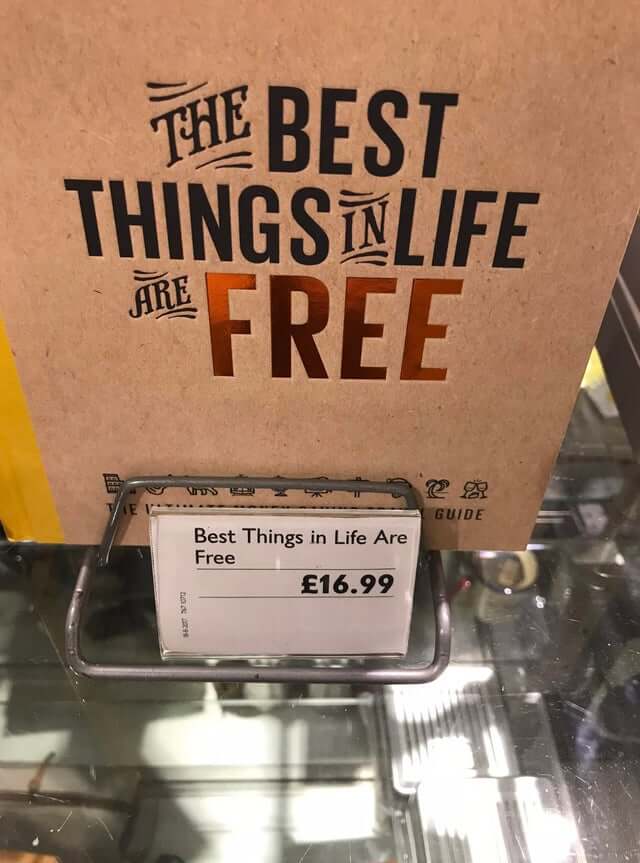 THE BEST
THINGS IN LIFE
ARE FREE
GUIDE
Best Things in Life Are
Free
£16.99